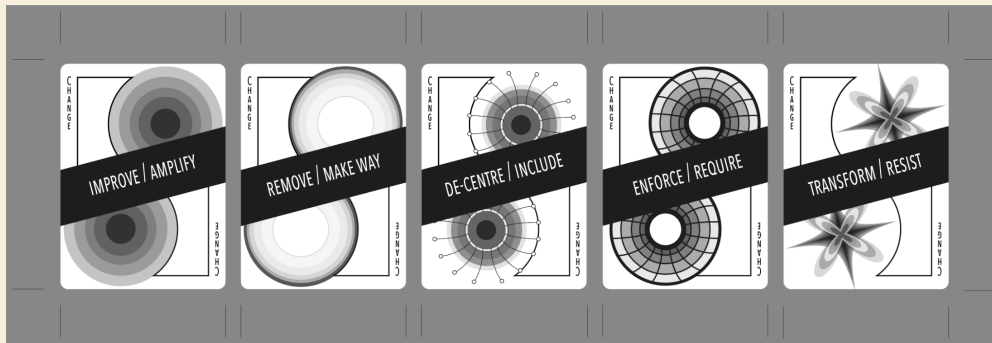 CHANGE
IMPROVE / AMPLIFY
CHANGE
CHANGE
REMOVE / MAKE WAY
CHANGE
CHANGE
DE-CENTRE / INCLUDE
CHANGE
CHANGE
ENFORCE / REQUIRE
CHANGE
CHANGE
TRANSFORM / RESIST
CHANGE